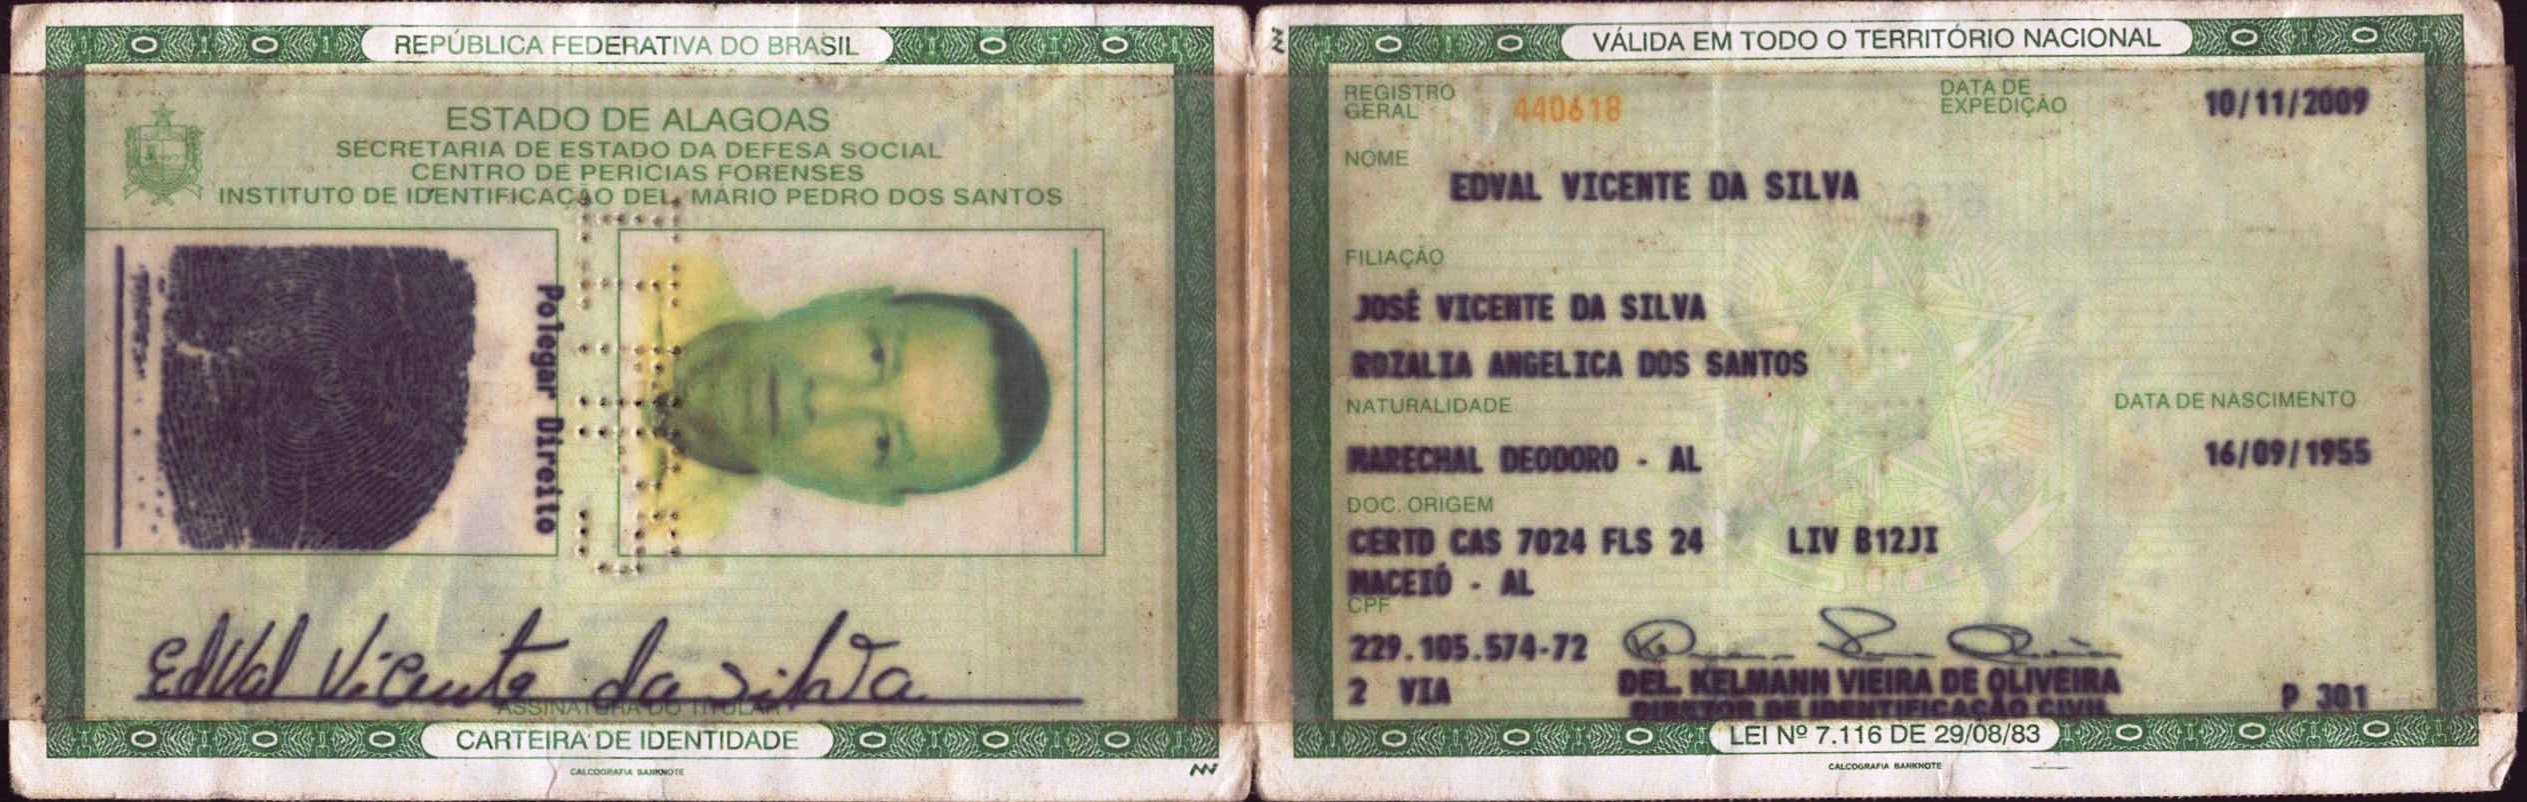 REPÚBLICA FEDERATIVA DO BRASIL
ESTADO DE ALAGOAS
SECRETARIA DE ESTADO DA DEFESA SOCIAL
CENTRO DE PERÍCIAS FORENSES
INSTITUTO DE IDENTIFICAÇÃO DEL. MÁRIO PEDRO DOS SANTOS
Polegar Direito
Edval Vicente da Silva
ASSINATURA DO TITULAR
CARTEIRA DE IDENTIDADE
CALCOGRAFIA BANKNOTE
VÁLIDA EM TODO O TERRITÓRIO NACIONAL
REGISTRO GERAL 440618 DATA DE EXPEDIÇÃO 10/11/2009
NOME
EDVAL VICENTE DA SILVA
FILIAÇÃO
JOSÉ VICENTE DA SILVA
ROZALIA ANGELICA DOS SANTOS
NATURALIDADE DATA DE NASCIMENTO
MARECHAL DEODORO - AL 16/09/1955
DOC. ORIGEM
CERTD CAS 7024 FLS 24 LIV B12JI
MACEIÓ - AL
CPF
229.105.574-72
DEL. KELMANN VIEIRA DE OLIVEIRA
2 VIA P 301
DIRETOR DE IDENTIFICAÇÃO CIVIL
LEI Nº 7.116 DE 29/08/83
CALCOGRAFIA BANKNOTE